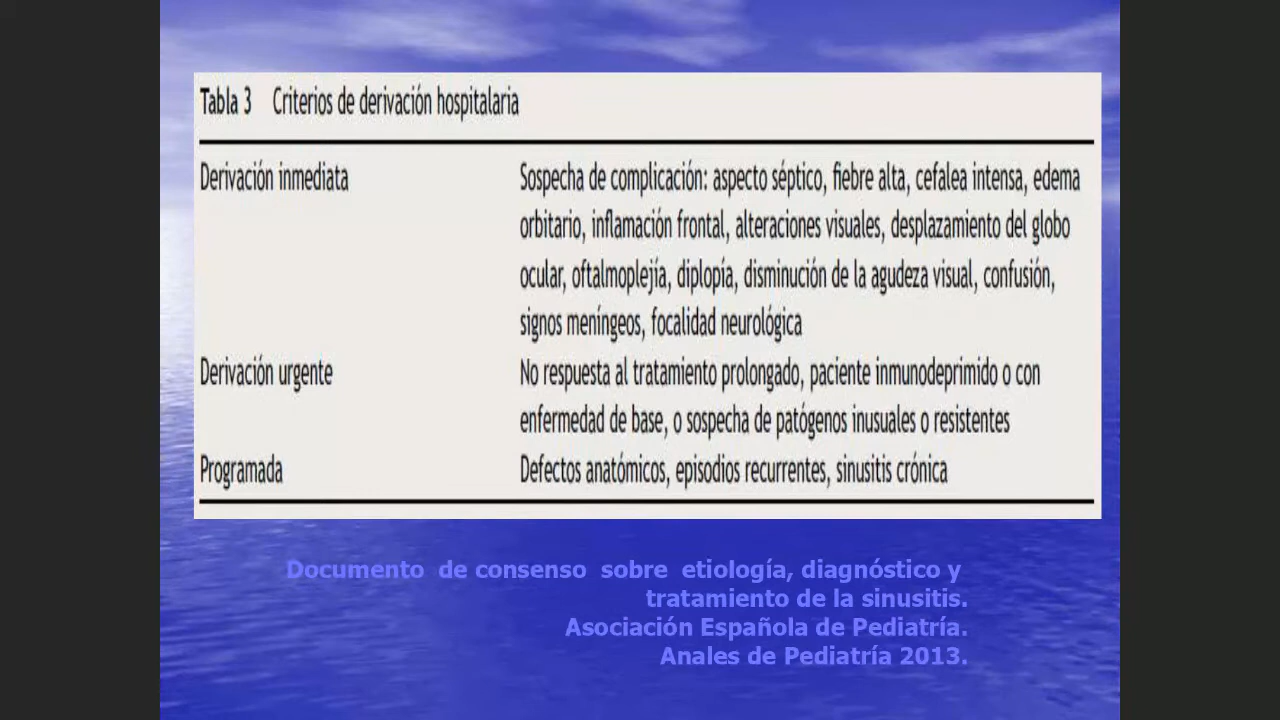 Tabla 3 Criterios de derivación hospitalaria
Derivación inmediata Sospecha de complicación: aspecto séptico, fiebre alta, cefalea intensa, edema
orbitario, inflamación frontal, alteraciones visuales, desplazamiento del globo
ocular, oftalmoplejía, diplopía, disminución de la agudeza visual, confusión,
signos meníngeos, focalidad neurológica
Derivación urgente No respuesta al tratamiento prolongado, paciente inmunodeprimido o con
enfermedad de base, o sospecha de patógenos inusuales o resistentes
Programada Defectos anatómicos, episodios recurrentes, sinusitis crónica
Documento de consenso sobre etiología, diagnóstico y
tratamiento de la sinusitis.
Asociación Española de Pediatría.
Anales de Pediatría 2013.